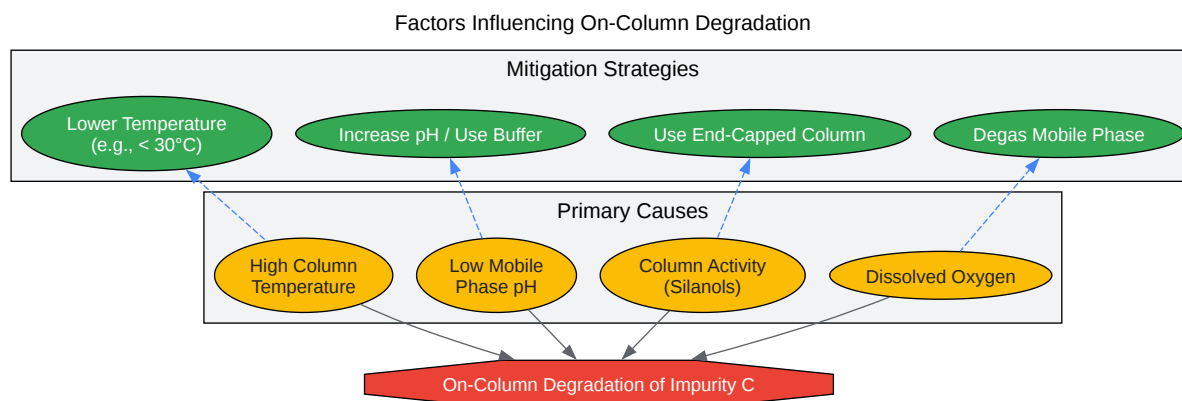 Factors Influencing On-Column Degradation
Mitigation Strategies
Lower Temperature
(e.g., < 30°C)
Increase pH / Use Buffer
Use End-Capped Column
Degas Mobile Phase
Primary Causes
High Column
Temperature
Low Mobile
Phase pH
Column Activity
(Silanols)
Dissolved Oxygen
On-Column Degradation of Impurity C